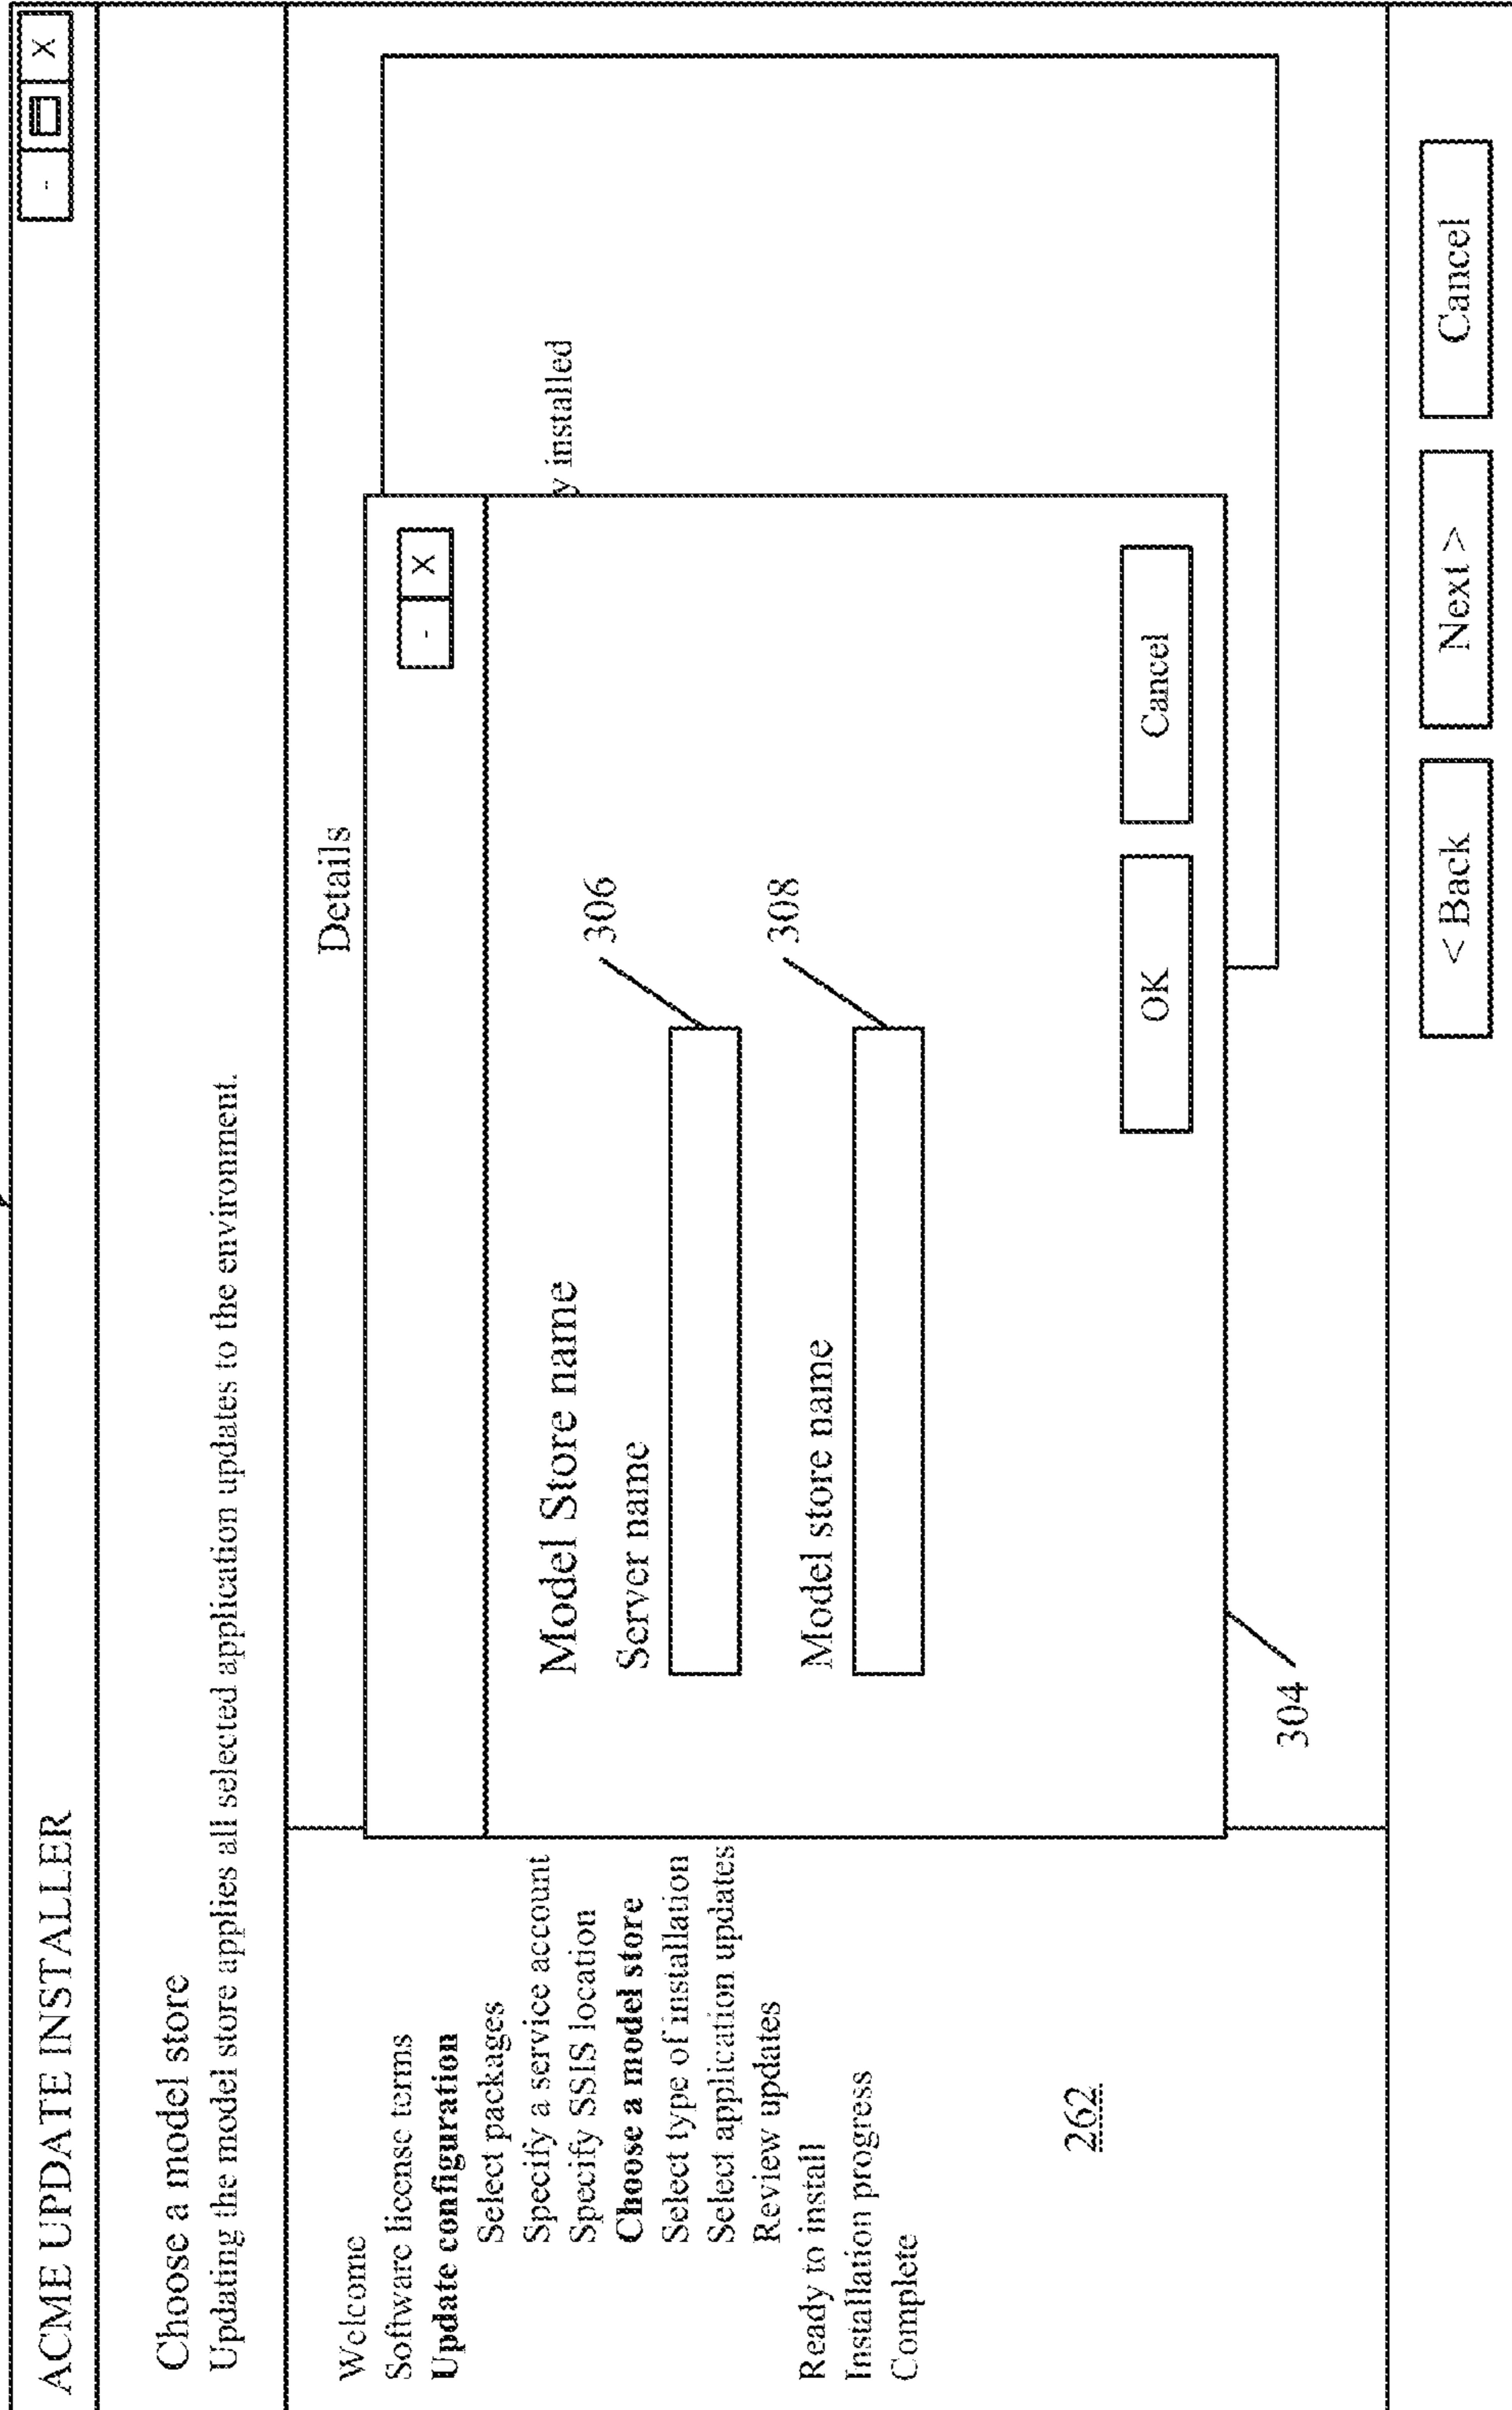 ACME UPDATE INSTALLER
- X
Choose a model store
Updating the model store applies all selected application updates to the environment.
Welcome
Software license terms
Update configuration
Select packages
Specify a service account
Specify SSIS location
Choose a model store
Select type of installation
Select application updates
Review updates
Ready to install
Installation progress
Complete
262
Details
- X
y installed
Model Store name
Server name
306
Model store name
308
OK Cancel
304
< Back Next > Cancel